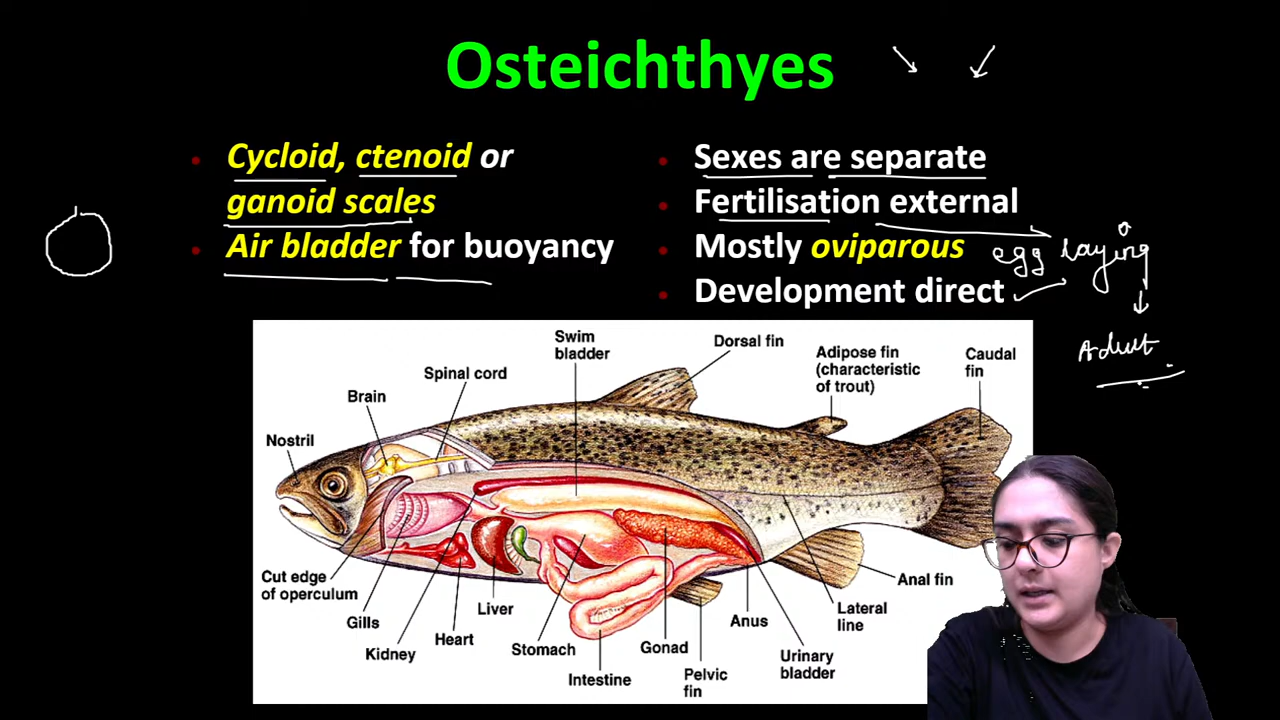 Osteichthyes
Cycloid, ctenoid or
ganoid scales
Air bladder for buoyancy
Sexes are separate
Fertilisation external
Mostly oviparous
egg laying
Development direct
Adult
Swim
bladder
Dorsal fin
Adipose fin
(characteristic
of trout)
Caudal
fin
Spinal cord
Brain
Nostril
Cut edge
of operculum
Gills
Kidney
Heart
Liver
Stomach
Intestine
Gonad
Pelvic
fin
Anus
Urinary
bladder
Lateral
line
Anal fin